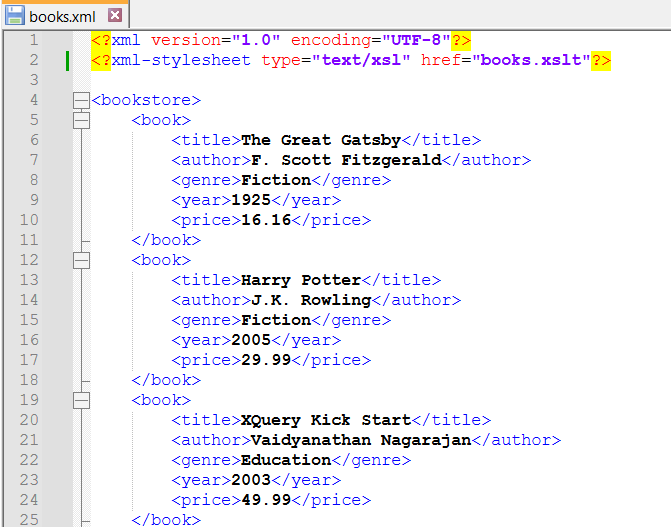 books.xml
1 <?xml version="1.0" encoding="UTF-8"?>
2 <?xml-stylesheet type="text/xsl" href="books.xslt"?>
3
4 <bookstore>
5 <book>
6 <title>The Great Gatsby</title>
7 <author>F. Scott Fitzgerald</author>
8 <genre>Fiction</genre>
9 <year>1925</year>
10 <price>16.16</price>
11 </book>
12 <book>
13 <title>Harry Potter</title>
14 <author>J.K. Rowling</author>
15 <genre>Fiction</genre>
16 <year>2005</year>
17 <price>29.99</price>
18 </book>
19 <book>
20 <title>XQuery Kick Start</title>
21 <author>Vaidyanathan Nagarajan</author>
22 <genre>Education</genre>
23 <year>2003</year>
24 <price>49.99</price>
25 </book>